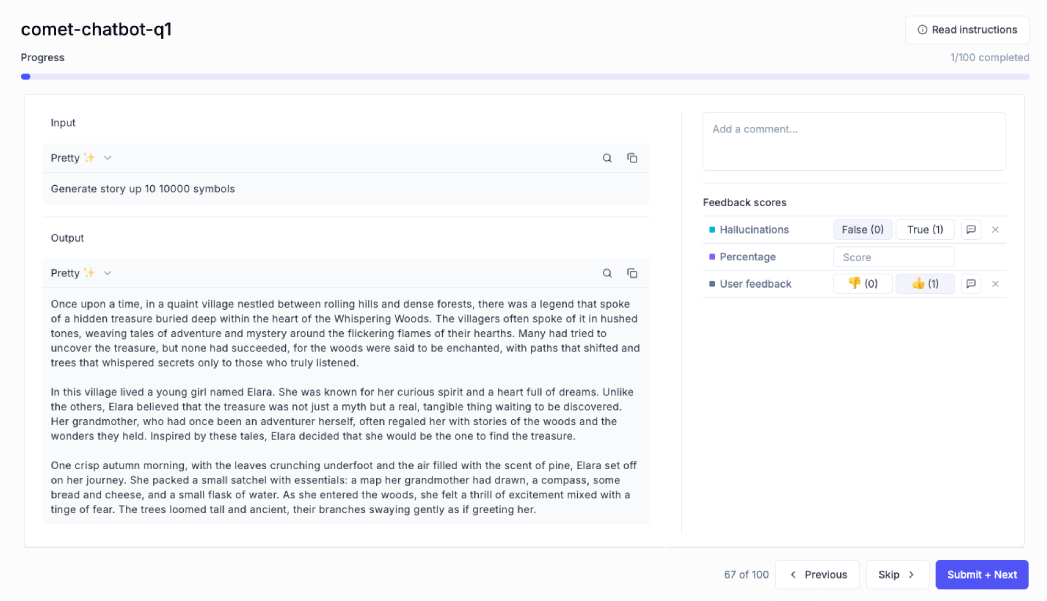 comet-chatbot-q1
Read instructions
Progress
1/100 completed
Input
Pretty ✨
Generate story up 10 10000 symbols
Output
Pretty ✨
Once upon a time, in a quaint village nestled between rolling hills and dense forests, there was a legend that spoke
of a hidden treasure buried deep within the heart of the Whispering Woods. The villagers often spoke of it in hushed
tones, weaving tales of adventure and mystery around the flickering flames of their hearths. Many had tried to
uncover the treasure, but none had succeeded, for the woods were said to be enchanted, with paths that shifted and
trees that whispered secrets only to those who truly listened.
In this village lived a young girl named Elara. She was known for her curious spirit and a heart full of dreams. Unlike
the others, Elara believed that the treasure was not just a myth but a real, tangible thing waiting to be discovered.
Her grandmother, who had once been an adventurer herself, often regaled her with stories of the woods and the
wonders they held. Inspired by these tales, Elara decided that she would be the one to find the treasure.
One crisp autumn morning, with the leaves crunching underfoot and the air filled with the scent of pine, Elara set off
on her journey. She packed a small satchel with essentials: a map her grandmother had drawn, a compass, some
bread and cheese, and a small flask of water. As she entered the woods, she felt a thrill of excitement mixed with a
tinge of fear. The trees loomed tall and ancient, their branches swaying gently as if greeting her.
Add a comment...
Feedback scores
Hallucinations False (0) True (1)
Percentage Score
User feedback 👎 (0) 👍 (1)
67 of 100 Previous Skip Submit + Next